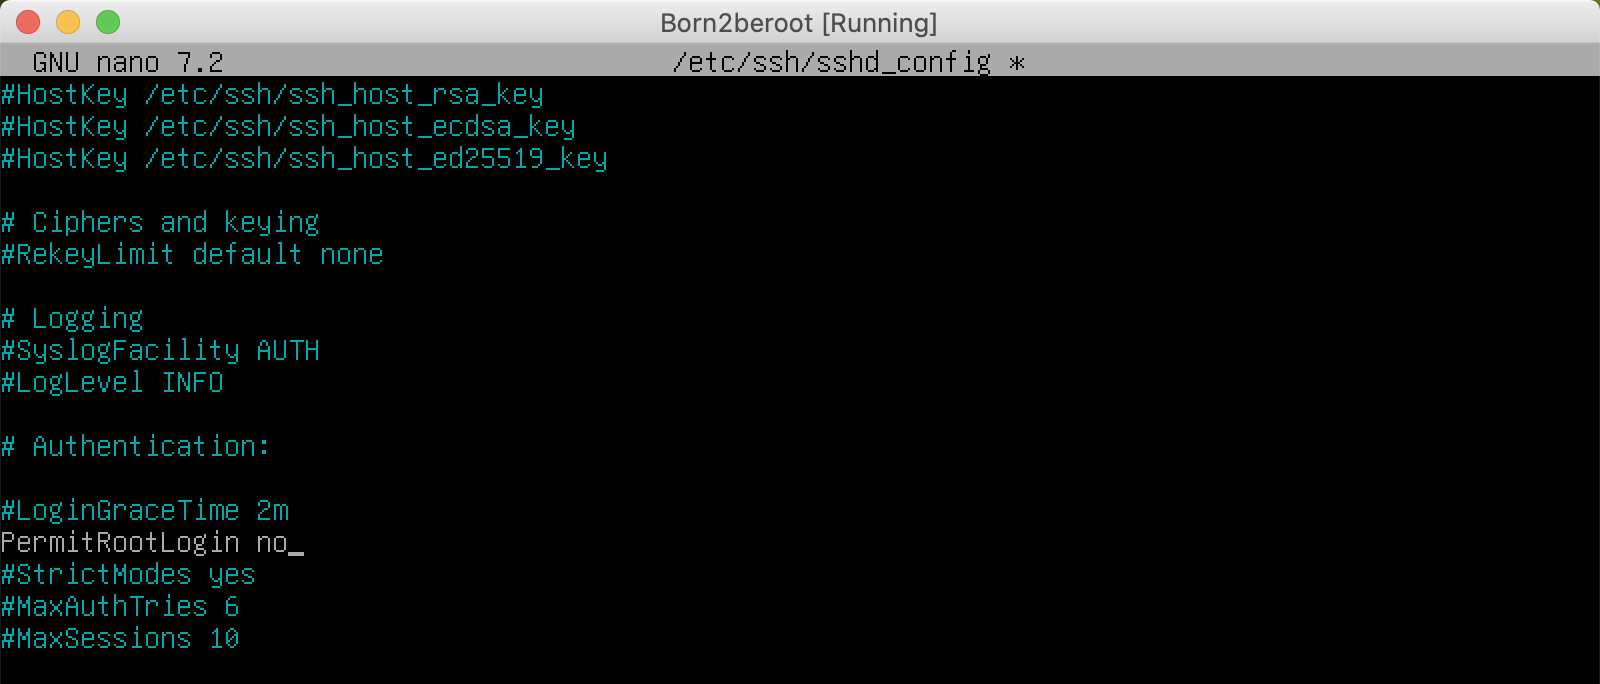 Born2beroot [Running]
GNU nano 7.2 /etc/ssh/sshd_config *
#HostKey /etc/ssh/ssh_host_rsa_key
#HostKey /etc/ssh/ssh_host_ecdsa_key
#HostKey /etc/ssh/ssh_host_ed25519_key
# Ciphers and keying
#RekeyLimit default none
# Logging
#SyslogFacility AUTH
#LogLevel INFO
# Authentication:
#LoginGraceTime 2m
PermitRootLogin no_
#StrictModes yes
#MaxAuthTries 6
#MaxSessions 10